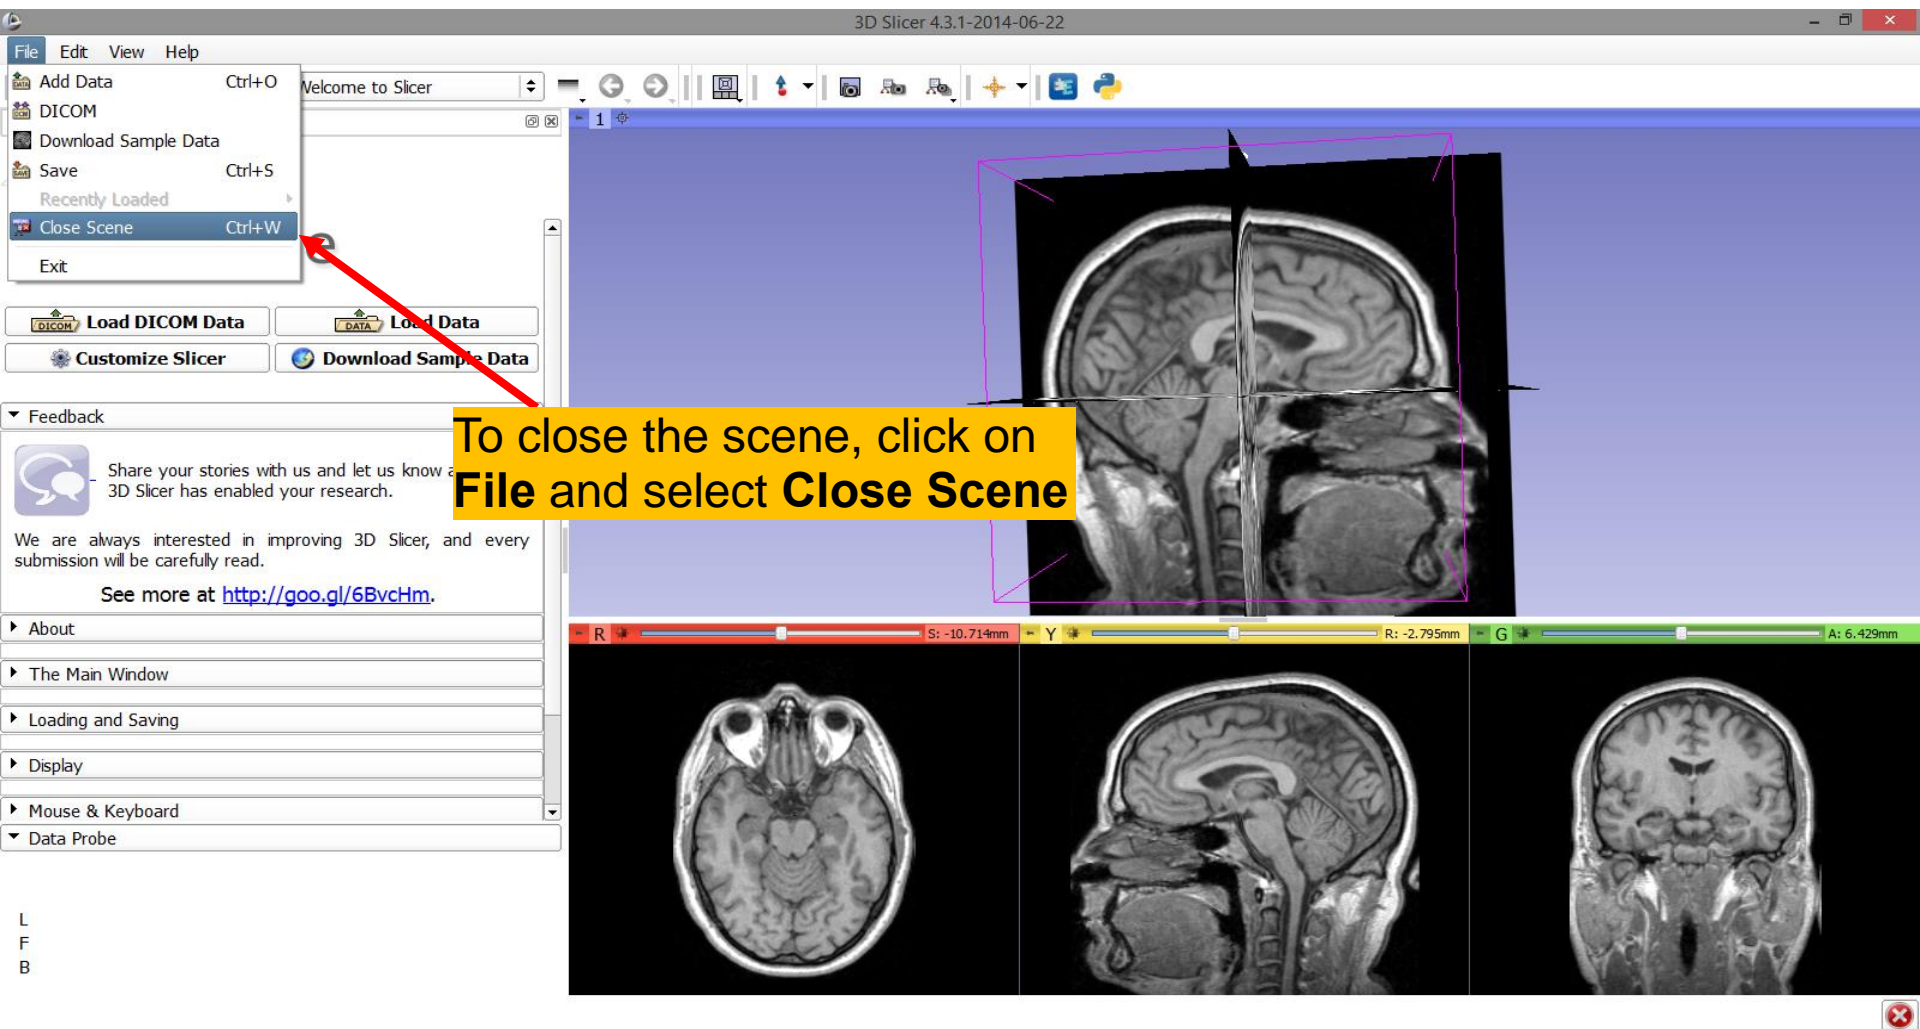 3D Slicer 4.3.1-2014-06-22
File Edit View Help
Add Data Ctrl+O
Welcome to Slicer
DICOM
Download Sample Data
Save Ctrl+S
Recently Loaded
Close Scene Ctrl+W
e
Exit
1
Load DICOM Data Load Data
Customize Slicer Download Sample Data
Feedback
Share your stories with us and let us know a
3D Slicer has enabled your research.
To close the scene, click on
File and select Close Scene
We are always interested in improving 3D Slicer, and every
submission will be carefully read.
See more at http://goo.gl/6BvcHm.
About
The Main Window
Loading and Saving
Display
Mouse & Keyboard
Data Probe
L
F
B
R S: -10.714mm Y R: -2.795mm G A: 6.429mm